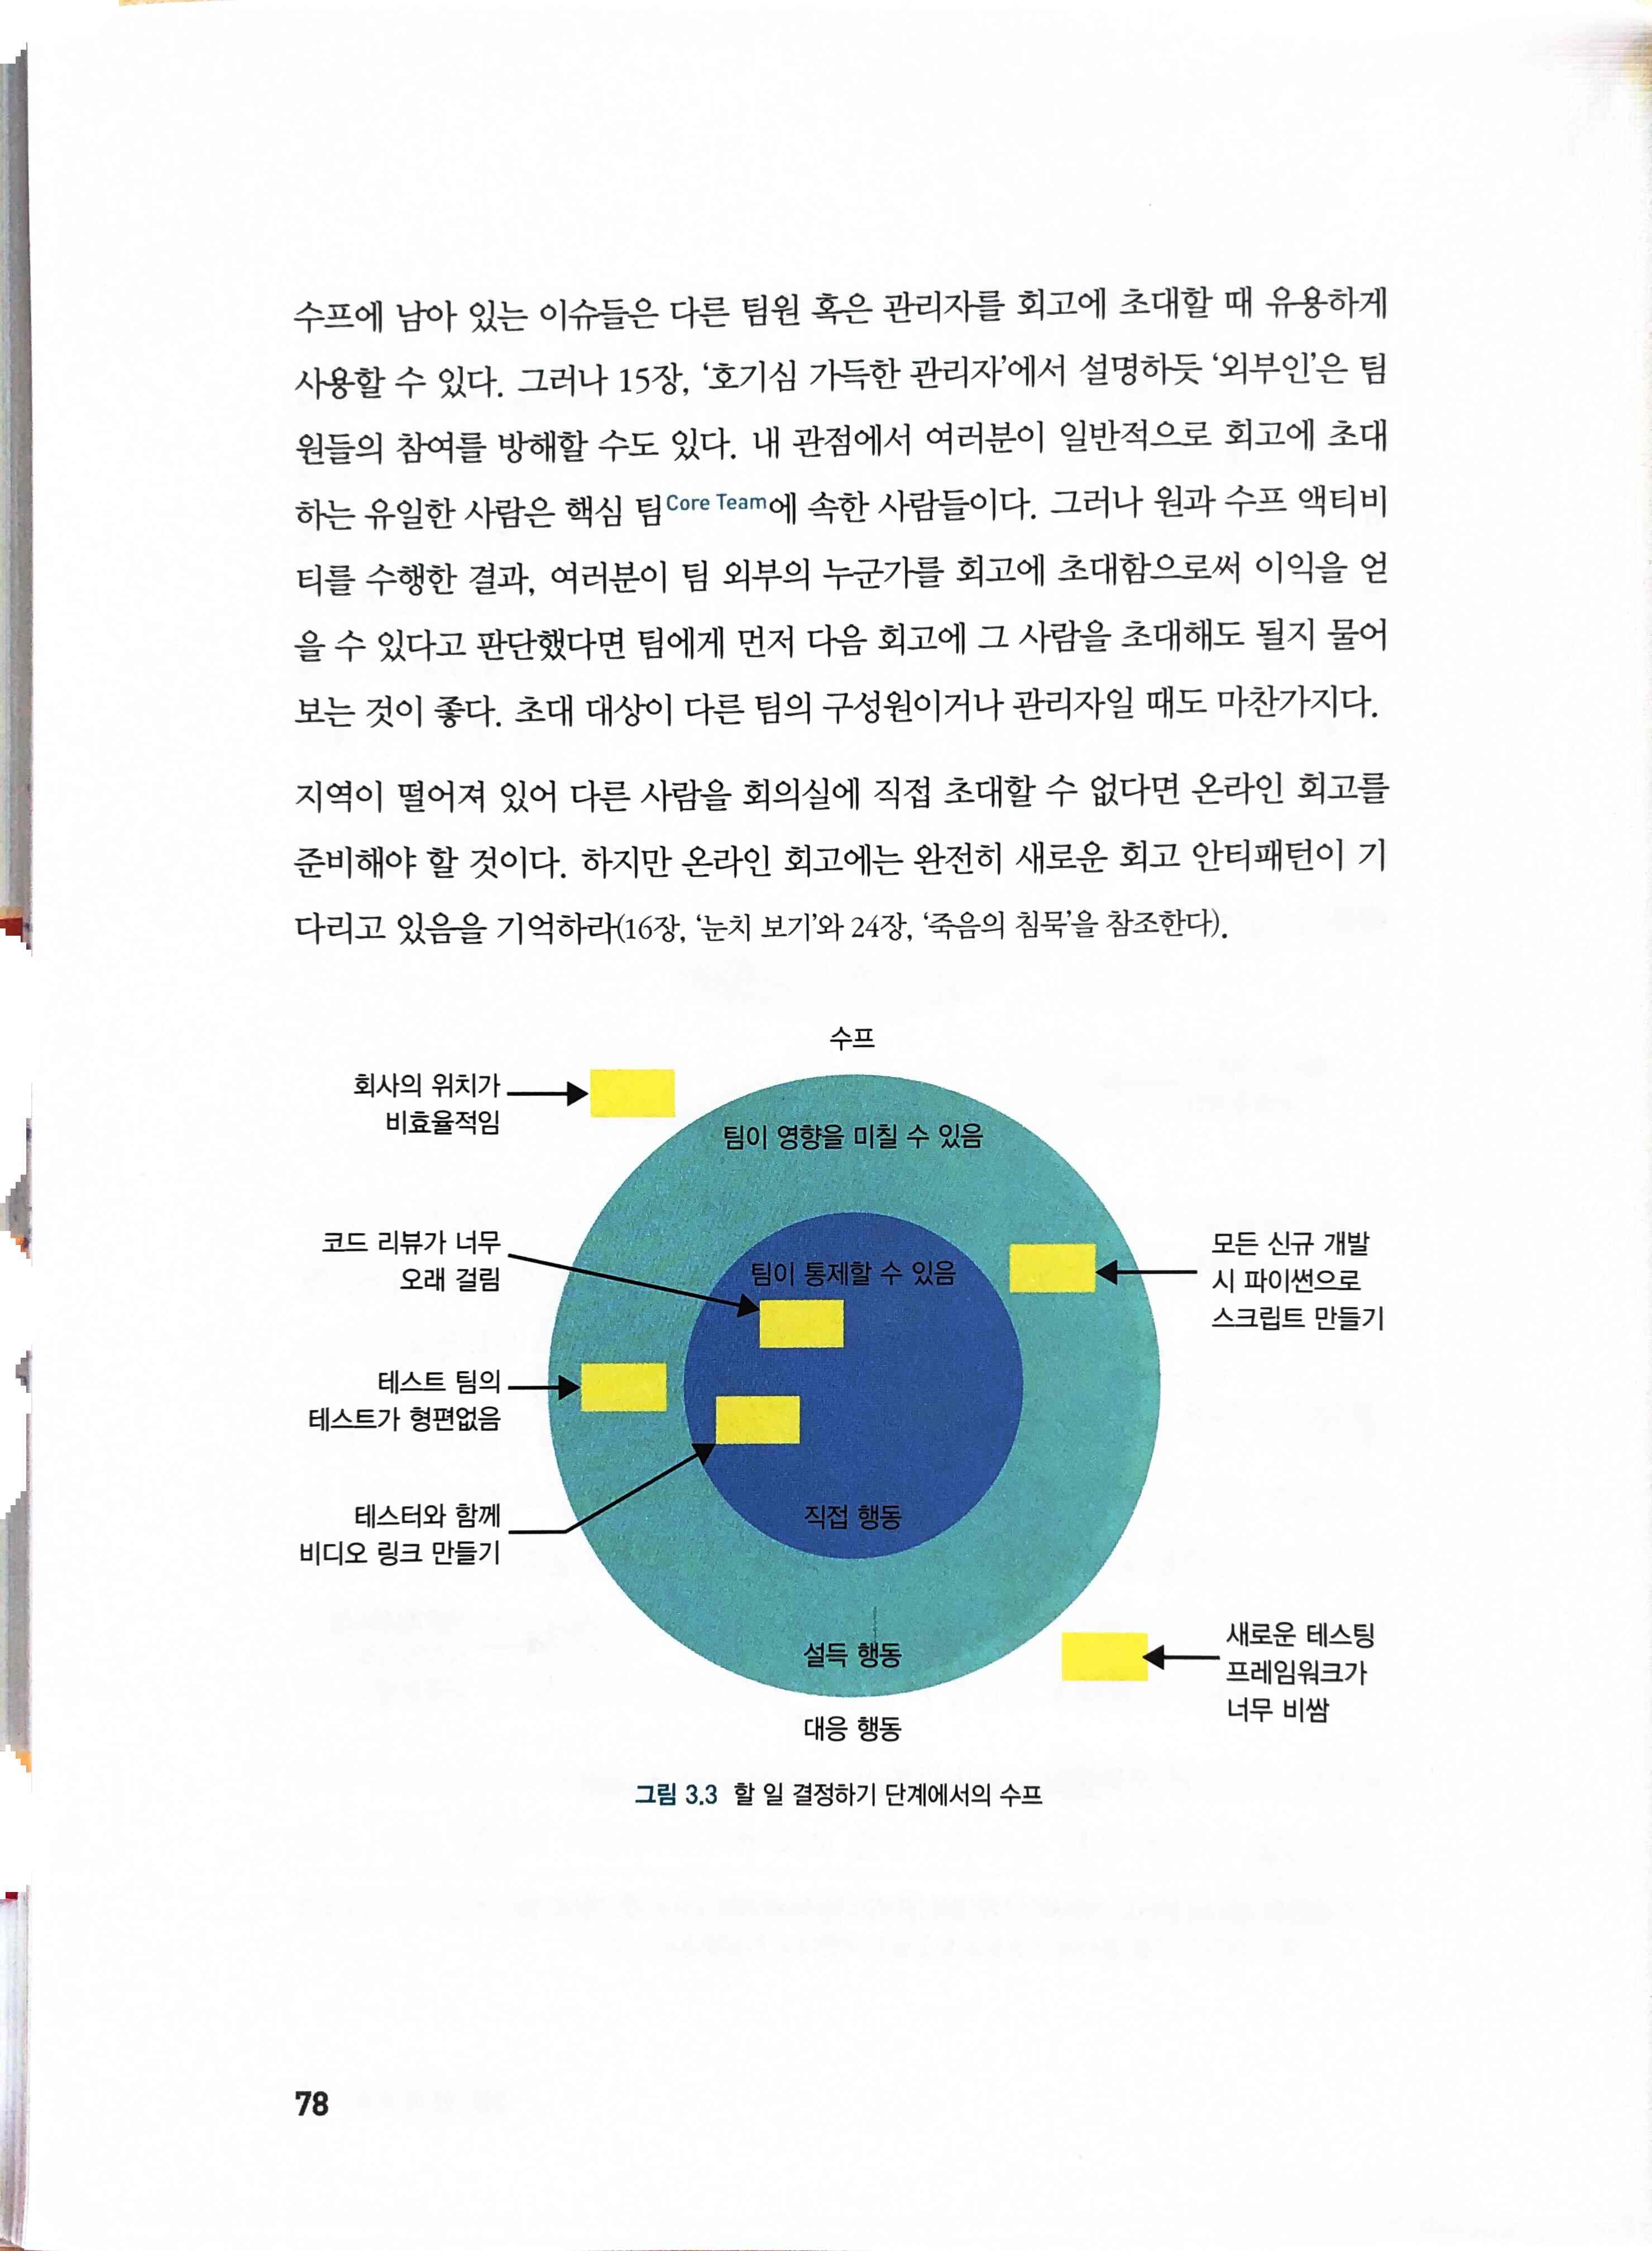 수프에 남아 있는 이슈들은 다른 팀원 혹은 관리자를 회고에 초대할 때 유용하게
사용할 수 있다. 그러나 15장, ‘호기심 가득한 관리자’에서 설명하듯 ‘외부인’은 팀
원들의 참여를 방해할 수도 있다. 내 관점에서 여러분이 일반적으로 회고에 초대
하는 유일한 사람은 핵심 팀Core Team에 속한 사람들이다. 그러나 원과 수프 액티비
티를 수행한 결과, 여러분이 팀 외부의 누군가를 회고에 초대함으로써 이익을 얻
을 수 있다고 판단했다면 팀에게 먼저 다음 회고에 그 사람을 초대해도 될지 물어
보는 것이 좋다. 초대 대상이 다른 팀의 구성원이거나 관리자일 때도 마찬가지다.
지역이 떨어져 있어 다른 사람을 회의실에 직접 초대할 수 없다면 온라인 회고를
준비해야 할 것이다. 하지만 온라인 회고에는 완전히 새로운 회고 안티패턴이 기
다리고 있음을 기억하라(16장, ‘눈치 보기’와 24장, ‘죽음의 침묵’을 참조한다).
수프
회사의 위치가
비효율적임
팀이 영향을 미칠 수 있음
코드 리뷰가 너무
오래 걸림
팀이 통제할 수 있음
모든 신규 개발
시 파이썬으로
스크립트 만들기
테스트 팀의
테스트가 형편없음
테스터와 함께
비디오 링크 만들기
직접 행동
설득 행동
새로운 테스팅
프레임워크가
너무 비쌈
대응 행동
그림 3.3 할 일 결정하기 단계에서의 수프
78